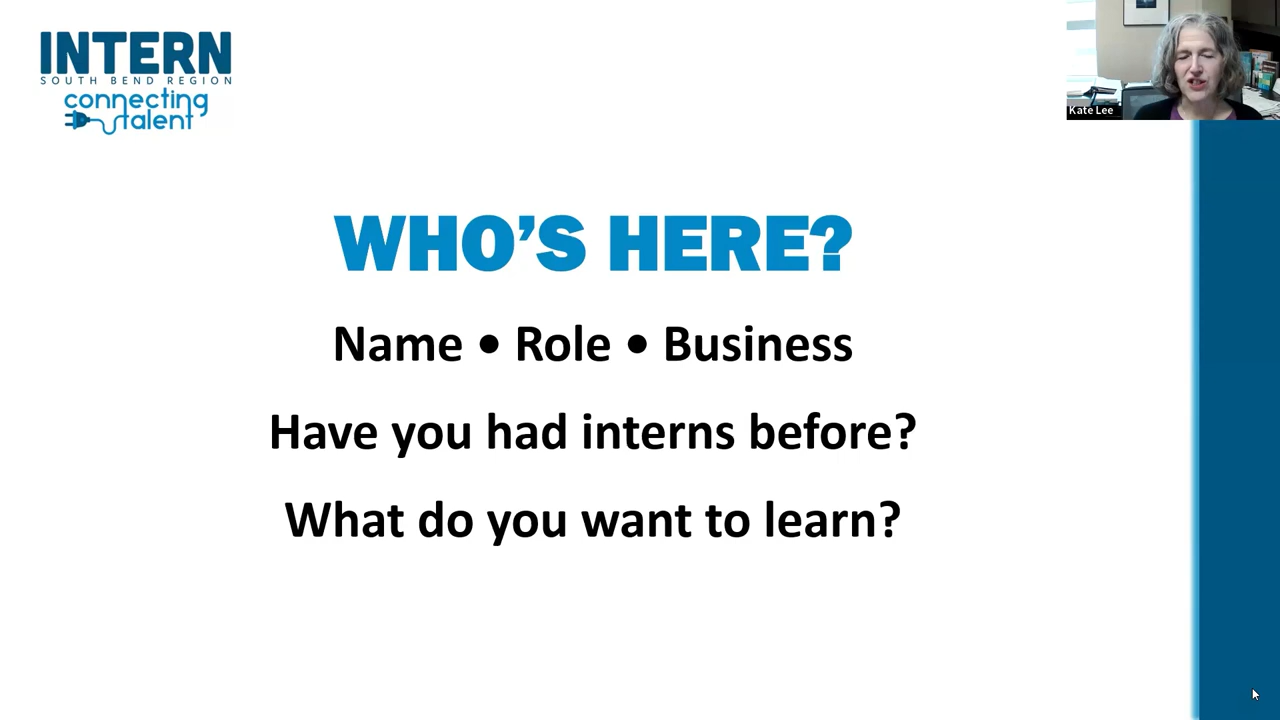 INTERN
SOUTH BEND REGION
connecting
talent
Kate Lee
WHO'S HERE?
Name • Role • Business
Have you had interns before?
What do you want to learn?